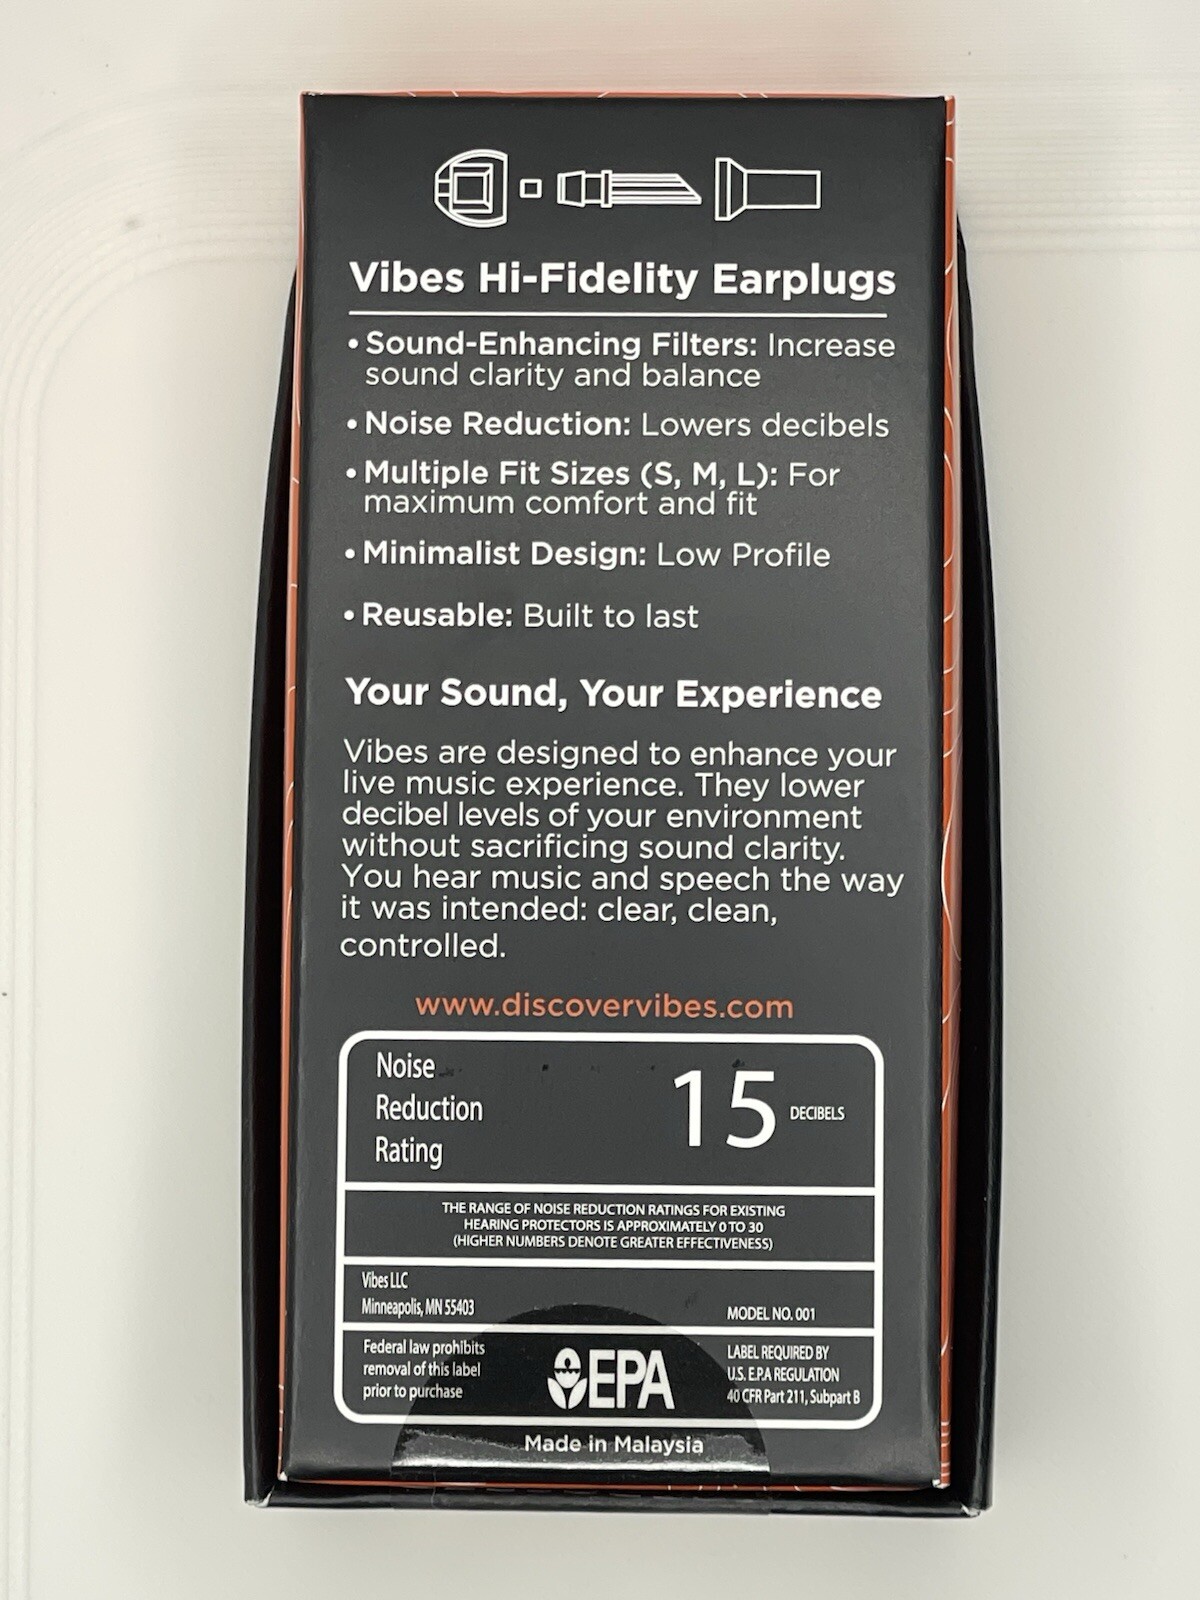 Vibes Hi-Fidelity Earplugs
• Sound-Enhancing Filters: Increase
sound clarity and balance
• Noise Reduction: Lowers decibels
• Multiple Fit Sizes (S, M, L): For
maximum comfort and fit
• Minimalist Design: Low Profile
• Reusable: Built to last
Your Sound, Your Experience
Vibes are designed to enhance your
live music experience. They lower
decibel levels of your environment
without sacrificing sound clarity.
You hear music and speech the way
it was intended: clear, clean,
controlled.
www.discovervibes.com
Noise
Reduction
Rating
15 DECIBELS
THE RANGE OF NOISE REDUCTION RATINGS FOR EXISTING
HEARING PROTECTORS IS APPROXIMATELY 0 TO 30
(HIGHER NUMBERS DENOTE GREATER EFFECTIVENESS)
Vibes LLC
Minneapolis, MN 55403
MODEL NO. 001
Federal law prohibits
removal of this label
prior to purchase
EPA
LABEL REQUIRED BY
U.S. E.P.A REGULATION
40 CFR Part 211, Subpart B
Made in Malaysia